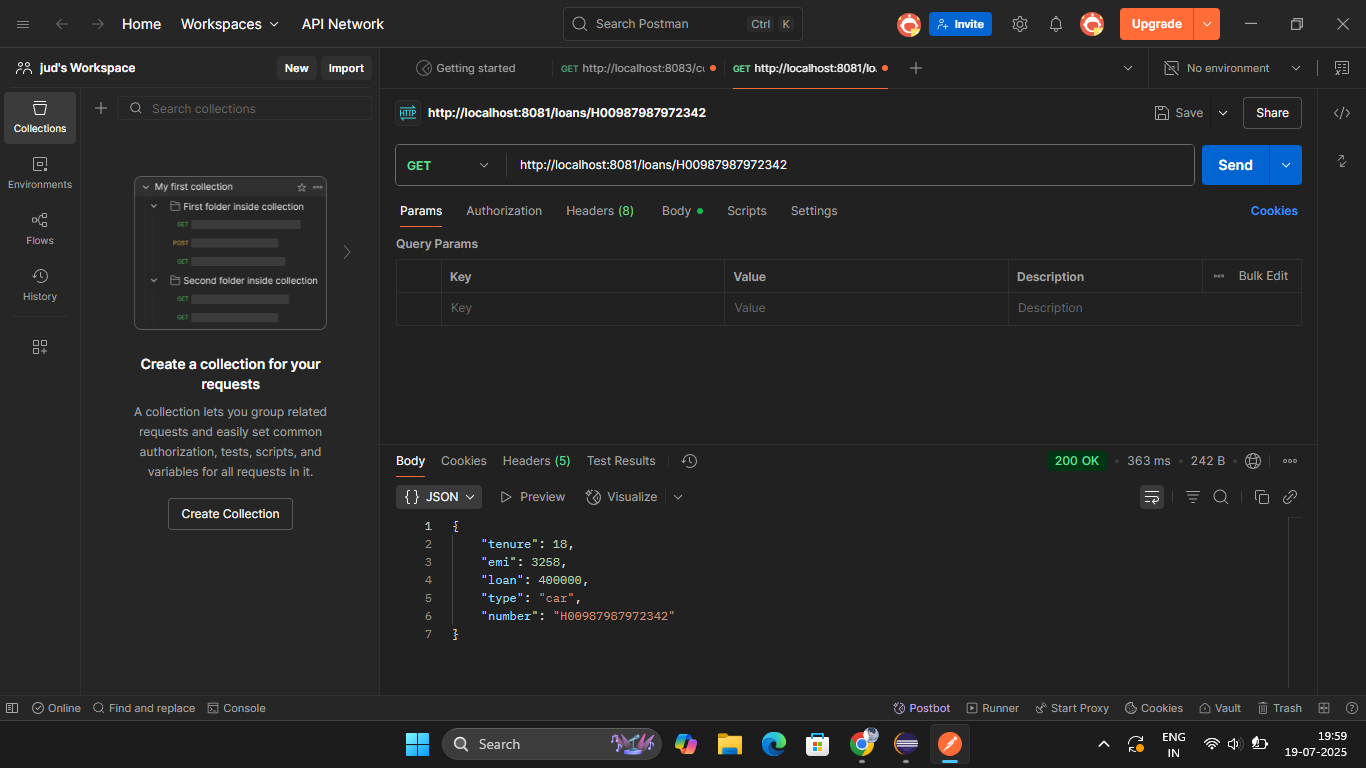 Home Workspaces API Network Search Postman Ctrl K Invite Upgrade
jud's Workspace New Import Getting started GET http://localhost:8083/cu GET http://localhost:8081/loa No environment
Search collections
Collections
Environments
Flows
History
My first collection
First folder inside collection
GET
POST
GET
Second folder inside collection
GET
GET
Create a collection for your
requests
A collection lets you group related
requests and easily set common
authorization, tests, scripts, and
variables for all requests in it.
Create Collection
HTTP http://localhost:8081/loans/H00987987972342 Save Share
GET http://localhost:8081/loans/H00987987972342 Send
Params Authorization Headers (8) Body Scripts Settings Cookies
Query Params
Key Value Description Bulk Edit
Key Value Description
Body Cookies Headers (5) Test Results 200 OK 363 ms 242 B
{} JSON Preview Visualize
1 {
2 "tenure": 18,
3 "emi": 3258,
4 "loan": 400000,
5 "type": "car",
6 "number": "H00987987972342"
7 }
Online Find and replace Console Postbot Runner Start Proxy Cookies Vault Trash
Search ENG 19:59
IN 19-07-2025